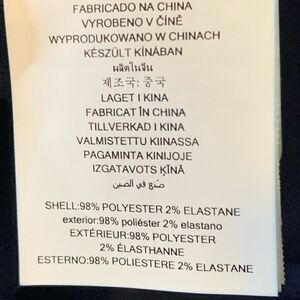 FABRICADO NA CHINA
VYROBENO V ČÍNĚ
WYPRODUKOWANO W CHINACH
KÉSZÜLT KÍNÁBAN
ผลิตในจีน
제조국: 중국
LAGET I KINA
FABRICAT ÎN CHINA
TILLVERKAD I KINA
VALMISTETTU KIINASSA
PAGAMINTA KINIJOJE
IZGATAVOTS ĶĪNĀ
صُنع في الصين
SHELL:98% POLYESTER 2% ELASTANE
exterior:98% poliéster 2% elastano
EXTÉRIEUR:98% POLYESTER
2% ÉLASTHANNE
ESTERNO:98% POLIESTERE 2% ELASTANE